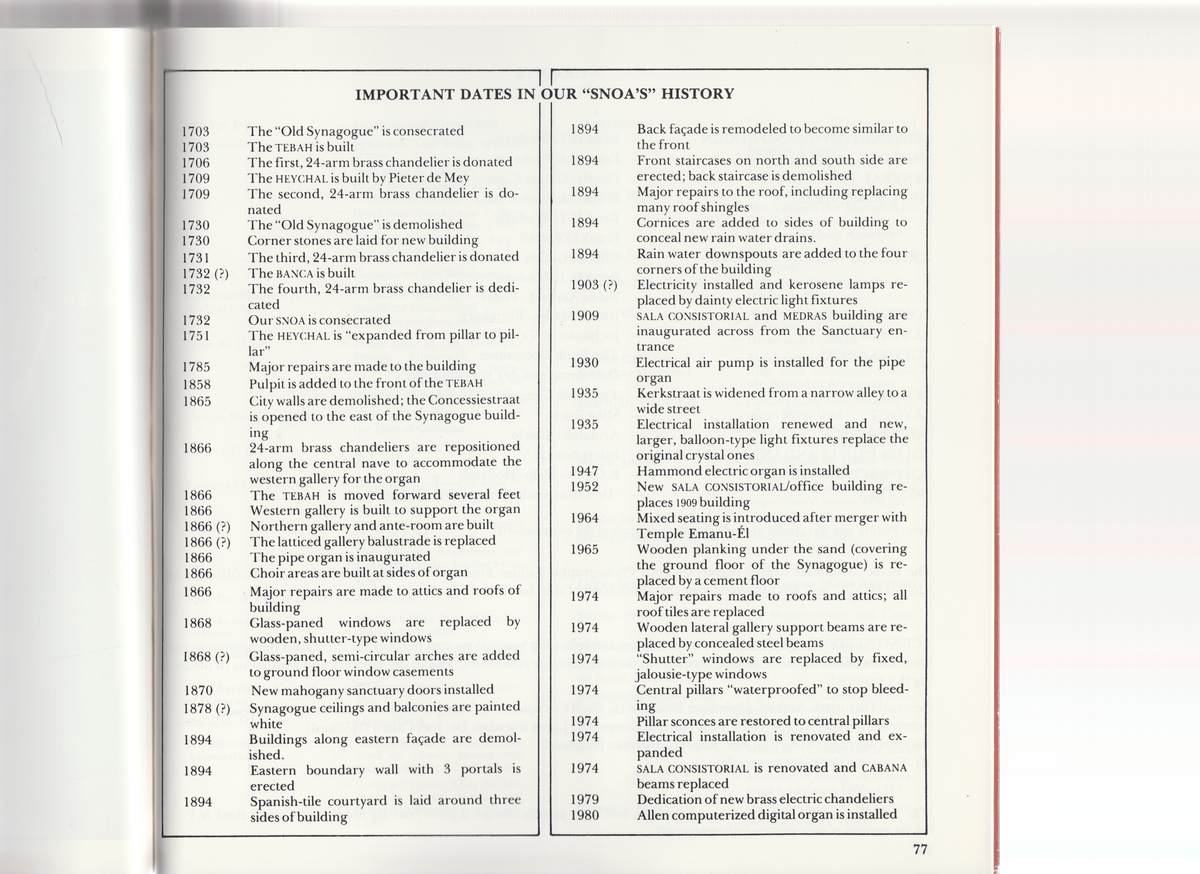 IMPORTANT DATES IN OUR “SNOA’S” HISTORY
1703 The “Old Synagogue” is consecrated
1703 The TEBAH is built
1706 The first, 24-arm brass chandelier is donated
1709 The HEYCHAL is built by Pieter de Mey
1709 The second, 24-arm brass chandelier is do-
nated
1730 The “Old Synagogue” is demolished
1730 Corner stones are laid for new building
1731 The third, 24-arm brass chandelier is donated
1732 (?) The BANCA is built
1732 The fourth, 24-arm brass chandelier is dedi-
cated
1732 Our SNOA is consecrated
1751 The HEYCHAL is “expanded from pillar to pil-
lar”
1785 Major repairs are made to the building
1858 Pulpit is added to the front of the TEBAH
1865 City walls are demolished; the Concessiestraat
is opened to the east of the Synagogue build-
ing
1866 24-arm brass chandeliers are repositioned
along the central nave to accommodate the
western gallery for the organ
1866 The TEBAH is moved forward several feet
1866 Western gallery is built to support the organ
1866 (?) Northern gallery and ante-room are built
1866 (?) The latticed gallery balustrade is replaced
1866 The pipe organ is inaugurated
1866 Choir areas are built at sides of organ
1866 Major repairs are made to attics and roofs of
building
1868 Glass-paned windows are replaced by
wooden, shutter-type windows
1868 (?) Glass-paned, semi-circular arches are added
to ground floor window casements
1870 New mahogany sanctuary doors installed
1878 (?) Synagogue ceilings and balconies are painted
white
1894 Buildings along eastern façade are demol-
ished.
1894 Eastern boundary wall with 3 portals is
erected
1894 Spanish-tile courtyard is laid around three
sides of building
1894 Back façade is remodeled to become similar to
the front
1894 Front staircases on north and south side are
erected; back staircase is demolished
1894 Major repairs to the roof, including replacing
many roof shingles
1894 Cornices are added to sides of building to
conceal new rain water drains.
1894 Rain water downspouts are added to the four
corners of the building
1903 (?) Electricity installed and kerosene lamps re-
placed by dainty electric light fixtures
1909 SALA CONSISTORIAL and MEDRAS building are
inaugurated across from the Sanctuary en-
trance
1930 Electrical air pump is installed for the pipe
organ
1935 Kerkstraat is widened from a narrow alley to a
wide street
1935 Electrical installation renewed and new,
larger, balloon-type light fixtures replace the
original crystal ones
1947 Hammond electric organ is installed
1952 New SALA CONSISTORIAL/office building re-
places 1909 building
1964 Mixed seating is introduced after merger with
Temple Emanu-Él
1965 Wooden planking under the sand (covering
the ground floor of the Synagogue) is re-
placed by a cement floor
1974 Major repairs made to roofs and attics; all
roof tiles are replaced
1974 Wooden lateral gallery support beams are re-
placed by concealed steel beams
1974 “Shutter” windows are replaced by fixed,
jalousie-type windows
1974 Central pillars “waterproofed” to stop bleed-
ing
1974 Pillar sconces are restored to central pillars
1974 Electrical installation is renovated and ex-
panded
1974 SALA CONSISTORIAL is renovated and CABANA
beams replaced
1979 Dedication of new brass electric chandeliers
1980 Allen computerized digital organ is installed
77